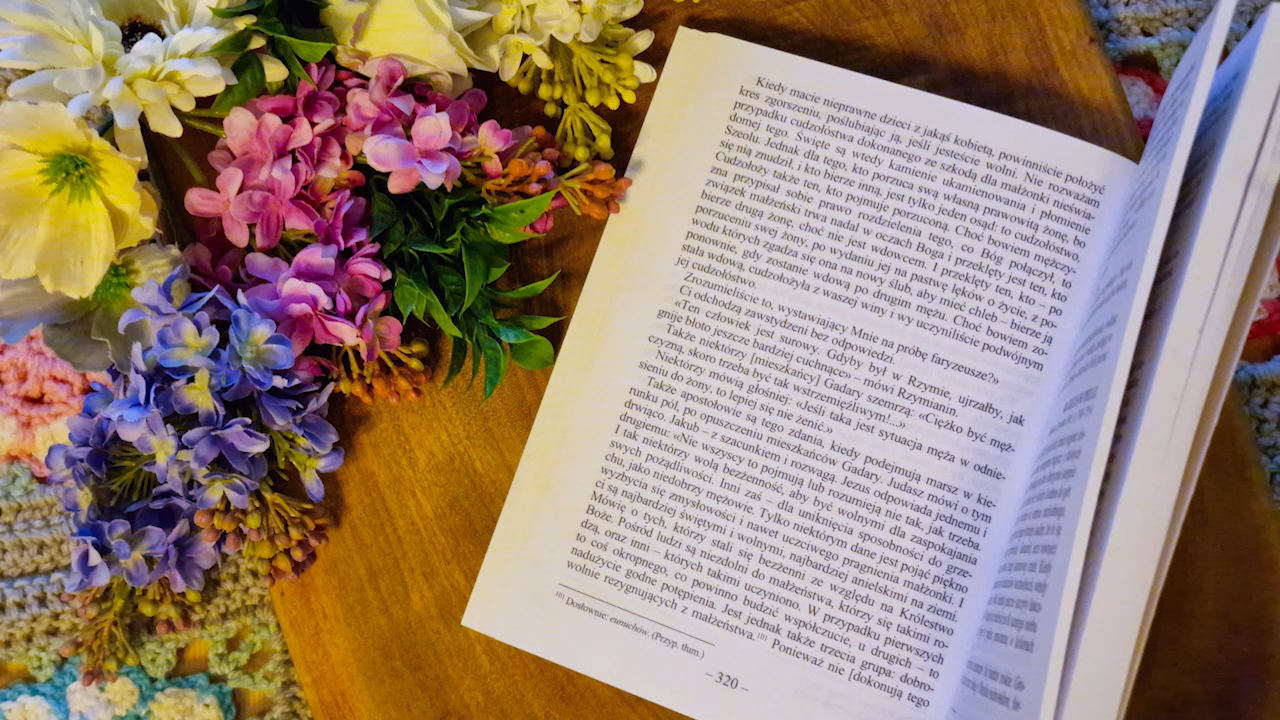 Kiedy macie nieprawne dzieci z jakąś kobietą, powinniście położyć
kres zgorszeniu, poślubiając ją, jeśli jesteście wolni. Nie rozważam
przypadku cudzołóstwa dokonanego ze szkodą dla małżonki nieświa-
domej tego. Święte są wtedy kamienie ukamienowania i płomienie
Szeolu. Jednak dla tego, kto porzuca swą własną prawowitą żonę, bo
się nią znudził, i kto bierze inną, jest tylko jeden osąd: to cudzołóstwo.
Cudzołoży także ten, kto pojmuje porzuconą. Choć bowiem mężczy-
zna przypisał sobie prawo rozdzielenia tego, co Bóg połączył, to
związek małżeński trwa nadal w oczach Boga i przeklęty jest ten, kto
bierze drugą żonę, choć nie jest wdowcem. I przeklęty ten, kto – po
porzuceniu swej żony, po wydaniu jej na pastwę lęków o życie, z po-
wodu których zgadza się ona na nowy ślub, aby mieć chleb – bierze ją
ponownie, gdy zostanie wdową po drugim mężu. Choć bowiem zo-
stała wdową, cudzołożyła z waszej winy i wy uczyniliście podwójnym
jej cudzołóstwo.
Zrozumieliście to, wystawiający Mnie na próbę faryzeusze?»
Ci odchodzą zawstydzeni bez odpowiedzi.
«Ten człowiek jest surowy. Gdyby był w Rzymie, ujrzałby, jak
gnije błoto jeszcze bardziej cuchnące» – mówi Rzymianin.
Także niektórzy [mieszkańcy] Gadary szemrzą: «Ciężko być męż-
czyzną, skoro trzeba być tak wstrzemięźliwym!...»
Niektórzy mówią głośniej: «Jeśli taka jest sytuacja męża w odnie-
sieniu do żony, to lepiej się nie żenić.»
Także apostołowie są tego zdania, kiedy podejmują marsz w kie-
runku pól, po opuszczeniu mieszkańców Gadary. Judasz mówi o tym
drwiąco. Jakub – z szacunkiem i rozwagą. Jezus odpowiada jednemu i
drugiemu: «Nie wszyscy to pojmują lub rozumieją nie tak, jak trzeba.
I tak niektórzy wolą bezżenność, aby być wolnymi dla zaspokajania
swych pożądliwości. Inni zaś – dla uniknięcia sposobności do grze-
chu, jako niedobrzy mężowie. Tylko niektórym dane jest pojąć piękno
wyzbycia się zmysłowości i nawet uczciwego pragnienia małżonki. I
ci są najbardziej świętymi i wolnymi, najbardziej anielskimi na ziemi.
Mówię o tych, którzy stali się bezżenni ze względu na Królestwo
Boże. Pośród ludzi są niezdolni do małżeństwa, którzy się takimi ro-
dzą, oraz inni – których takimi uczyniono. W przypadku pierwszych
to coś okropnego, co powinno budzić współczucie, u drugich – to
nadużycie godne potępienia. Jest jednak także trzecia grupa: dobro-
wolnie rezygnujących z małżeństwa.¹⁰¹ Ponieważ nie [dokonują tego
¹⁰¹ Dosłownie: eunuchów. (Przyp. tłum.)
– 320 –